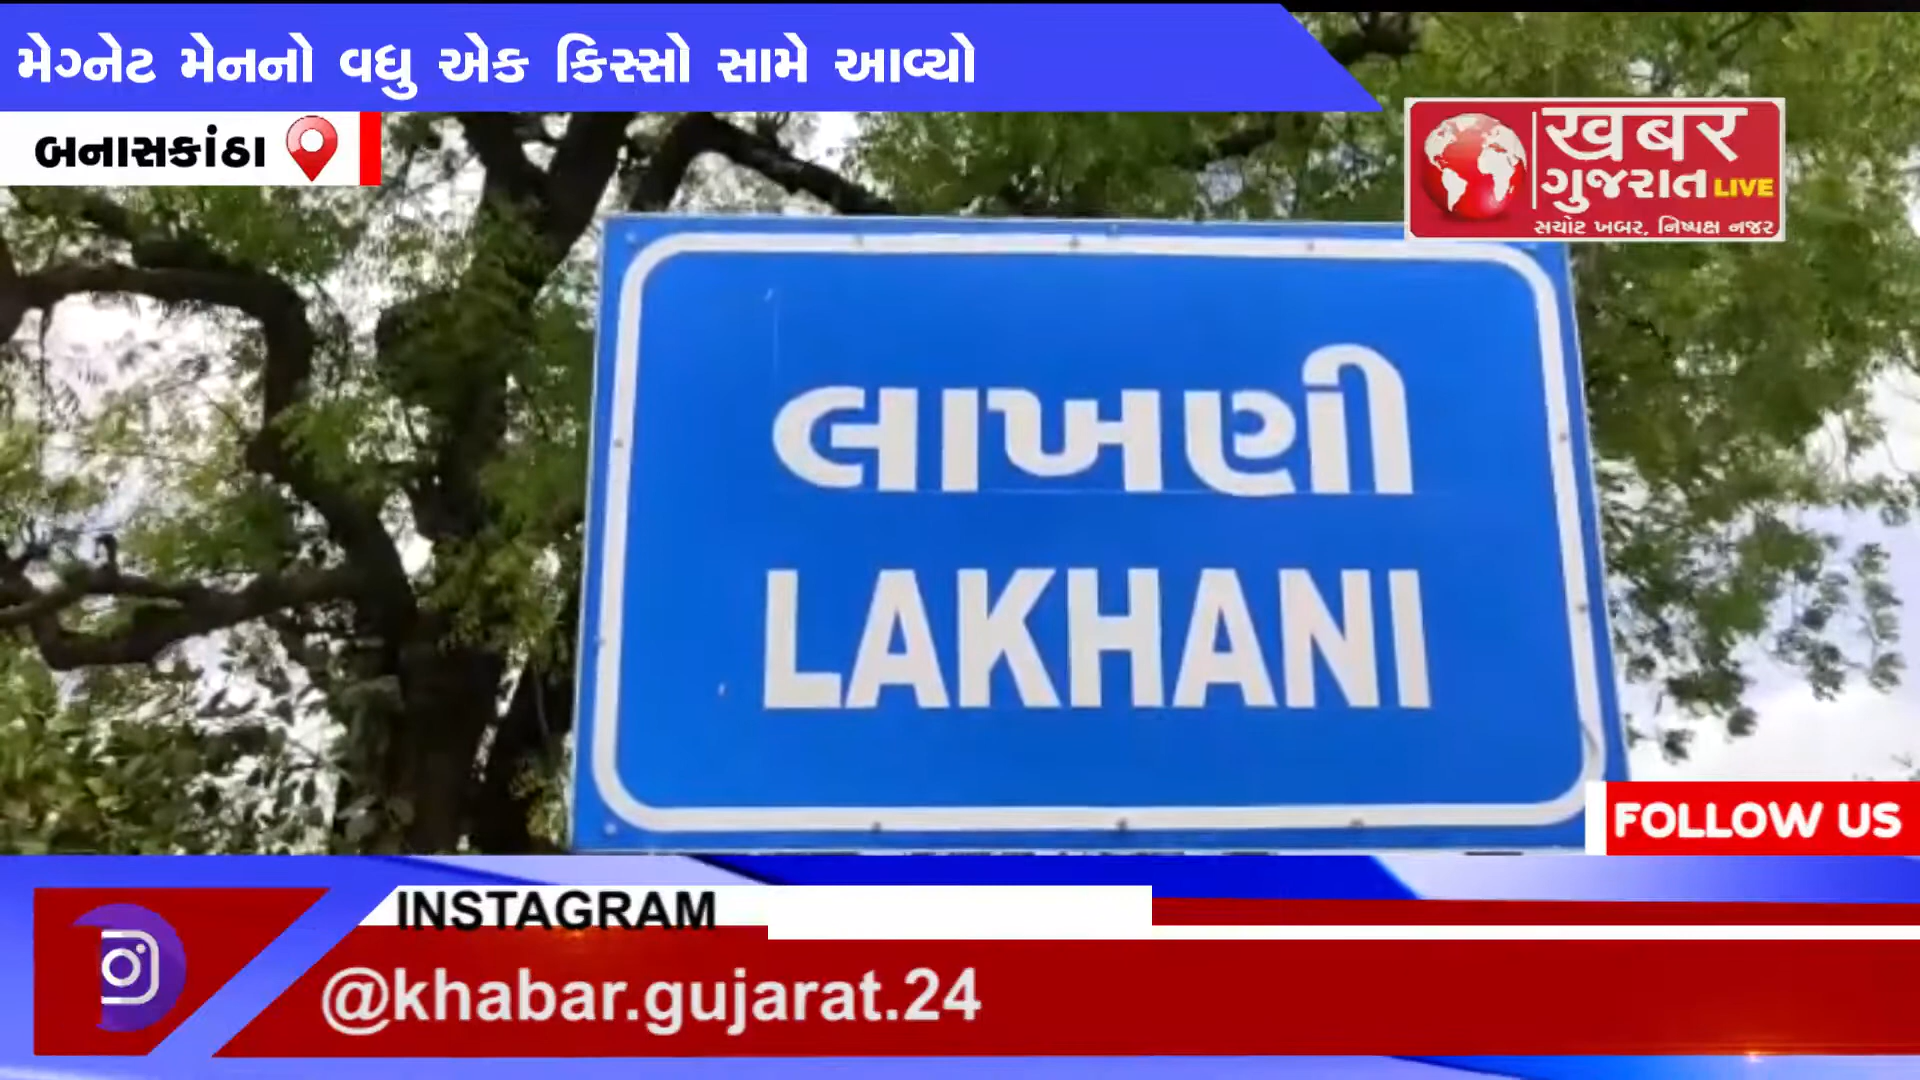 મેગ્નેટ મેનનો વધુ એક કિસ્સો સામે આવ્યો
બનાસકાંઠા
खबर
ગુજરાત LIVE
સચોટ ખબર, નિષ્પક્ષ નજર
લાખણી
LAKHANI
FOLLOW US
INSTAGRAM
@khabar.gujarat.24